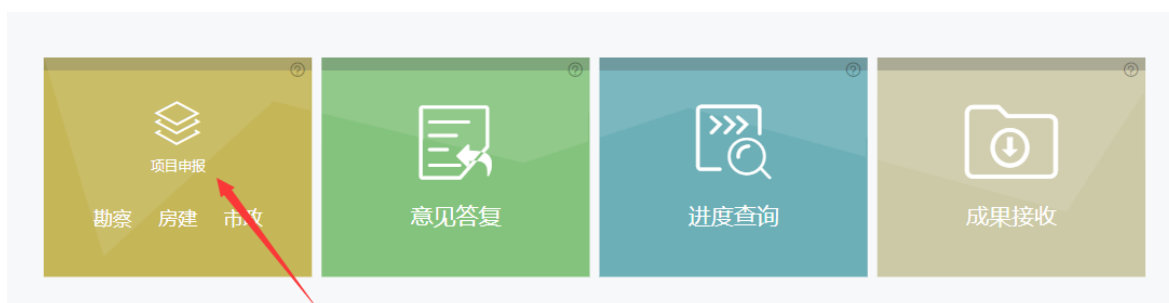 项目申报
勘察 房建 市政
意见答复
进度查询
成果接收